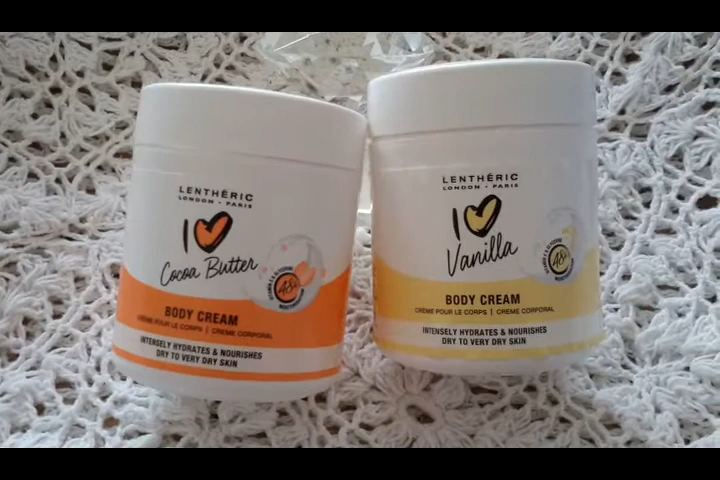 LENTHÉRIC
LONDON • PARIS
I
Cocoa Butter
48h
BODY CREAM
CRÈME POUR LE CORPS | CREME CORPORAL
INTENSELY HYDRATES & NOURISHES
DRY TO VERY DRY SKIN
LENTHÉRIC
LONDON • PARIS
I
Vanilla
48h
BODY CREAM
CRÈME POUR LE CORPS | CREME CORPORAL
INTENSELY HYDRATES & NOURISHES
DRY TO VERY DRY SKIN